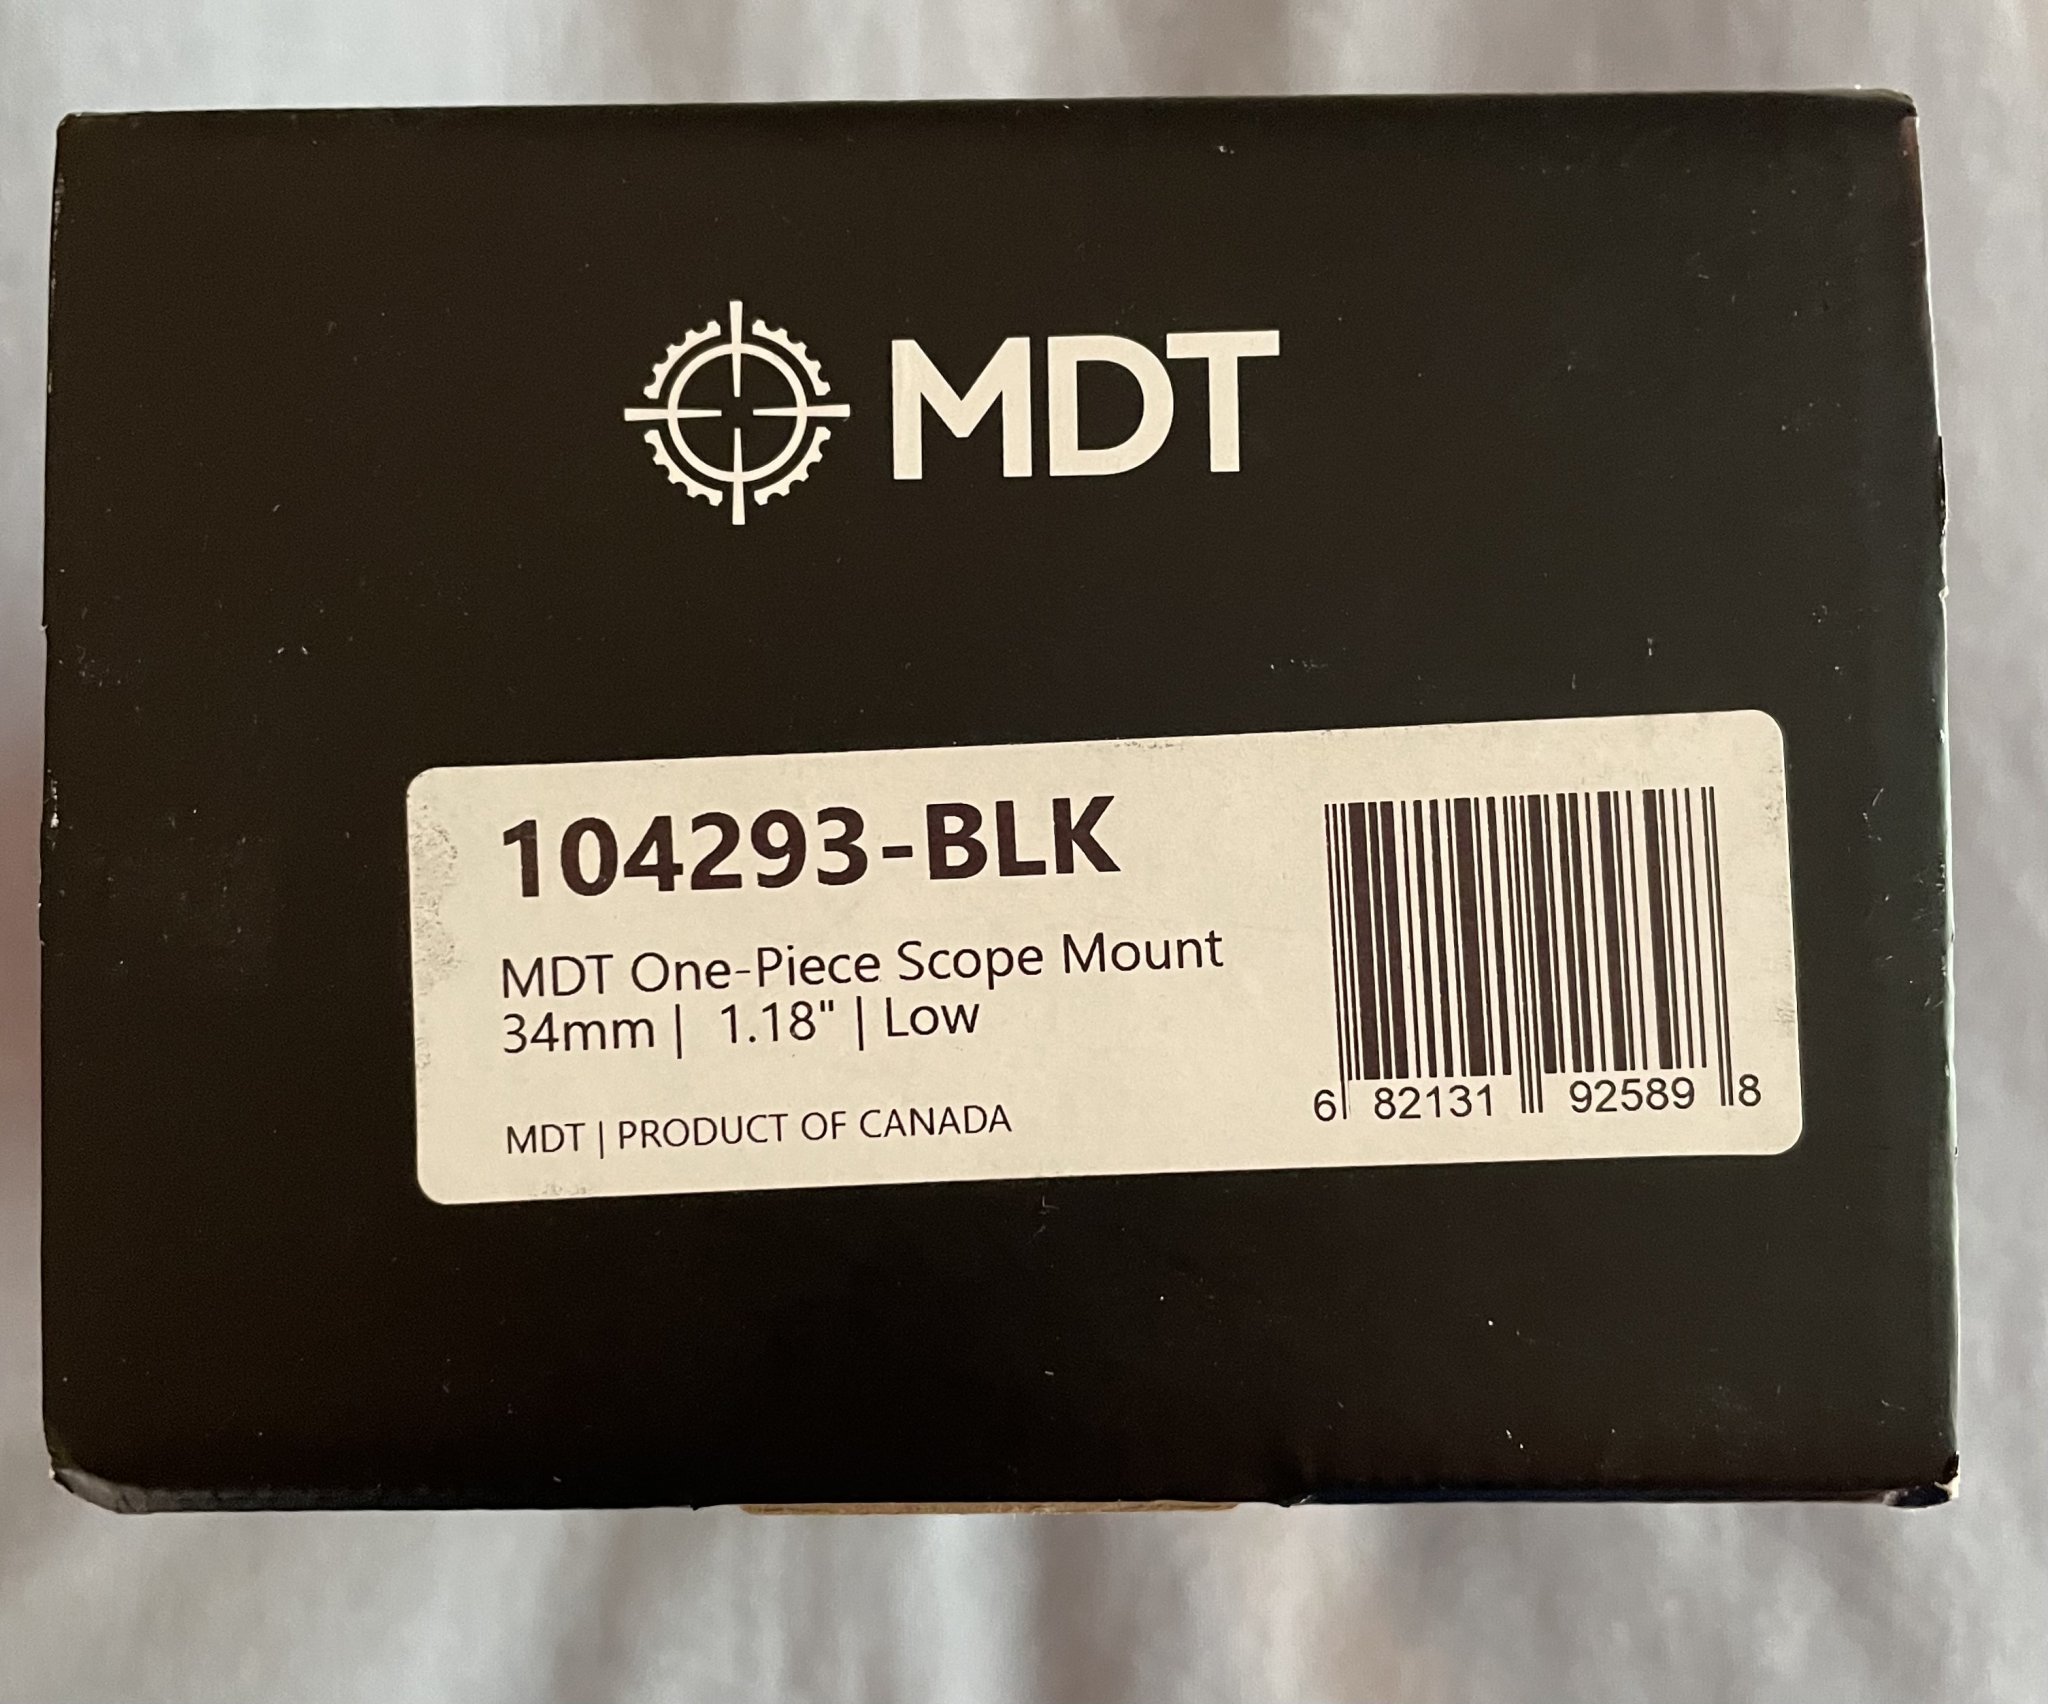 MDT
104293-BLK
MDT One-Piece Scope Mount
34mm | 1.18" | Low
MDT | PRODUCT OF CANADA
6 82131 92589 8